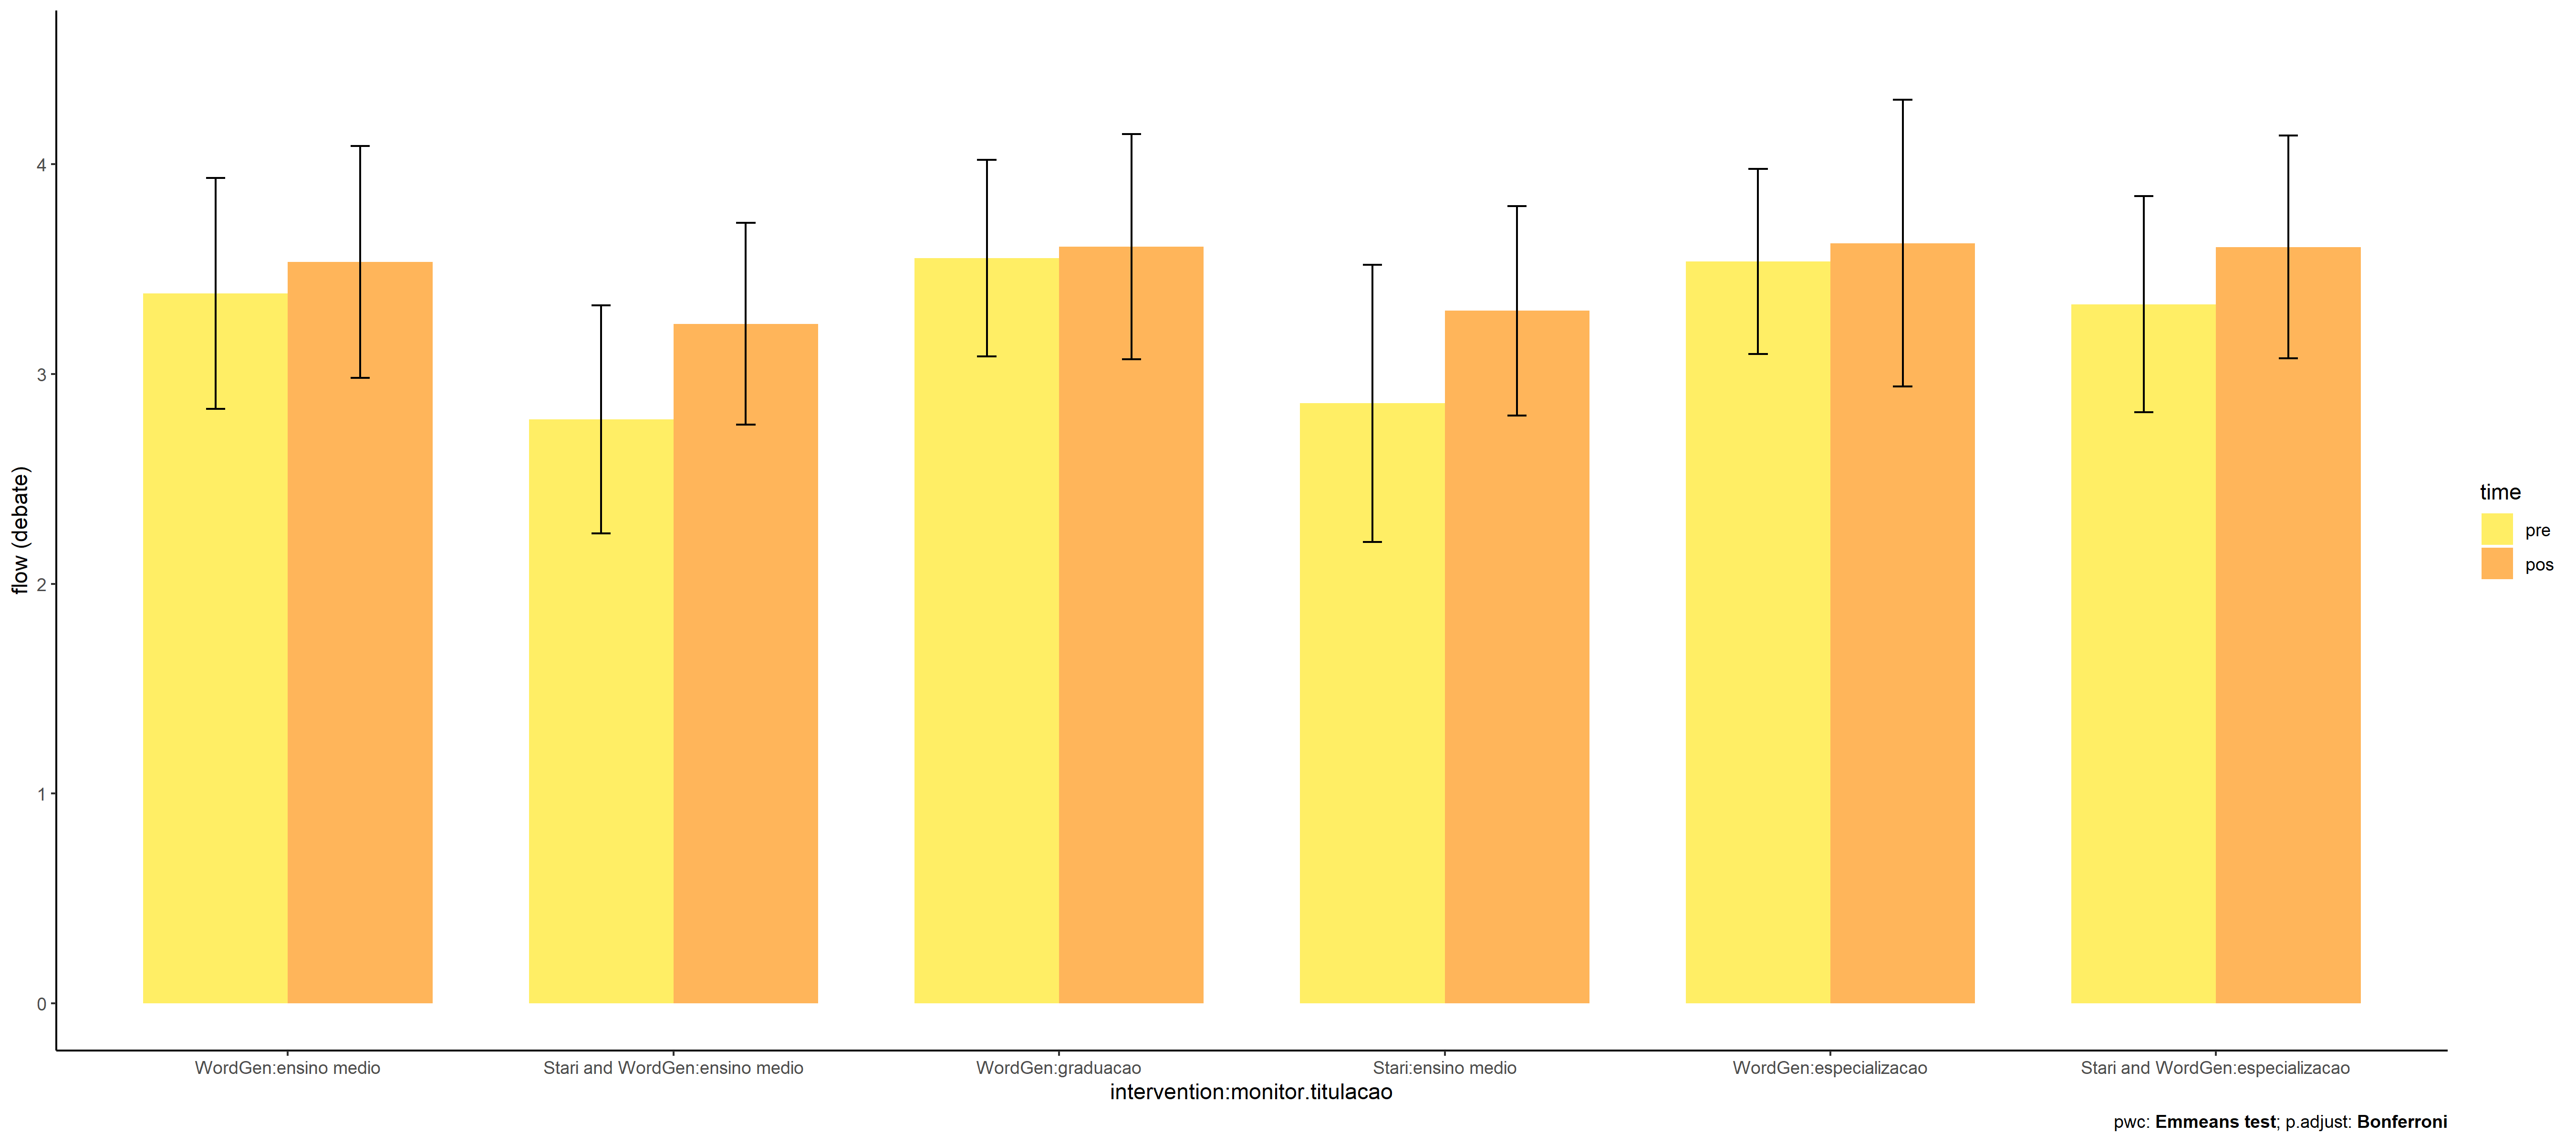 flow (debate)
4
3
2
1
0
WordGen:ensino medio
Stari and WordGen:ensino medio
WordGen:graduacao
Stari:ensino medio
WordGen:especializacao
Stari and WordGen:especializacao
intervention:monitor.titulacao
time
pre
pos
pwc: Emmeans test; p.adjust: Bonferroni